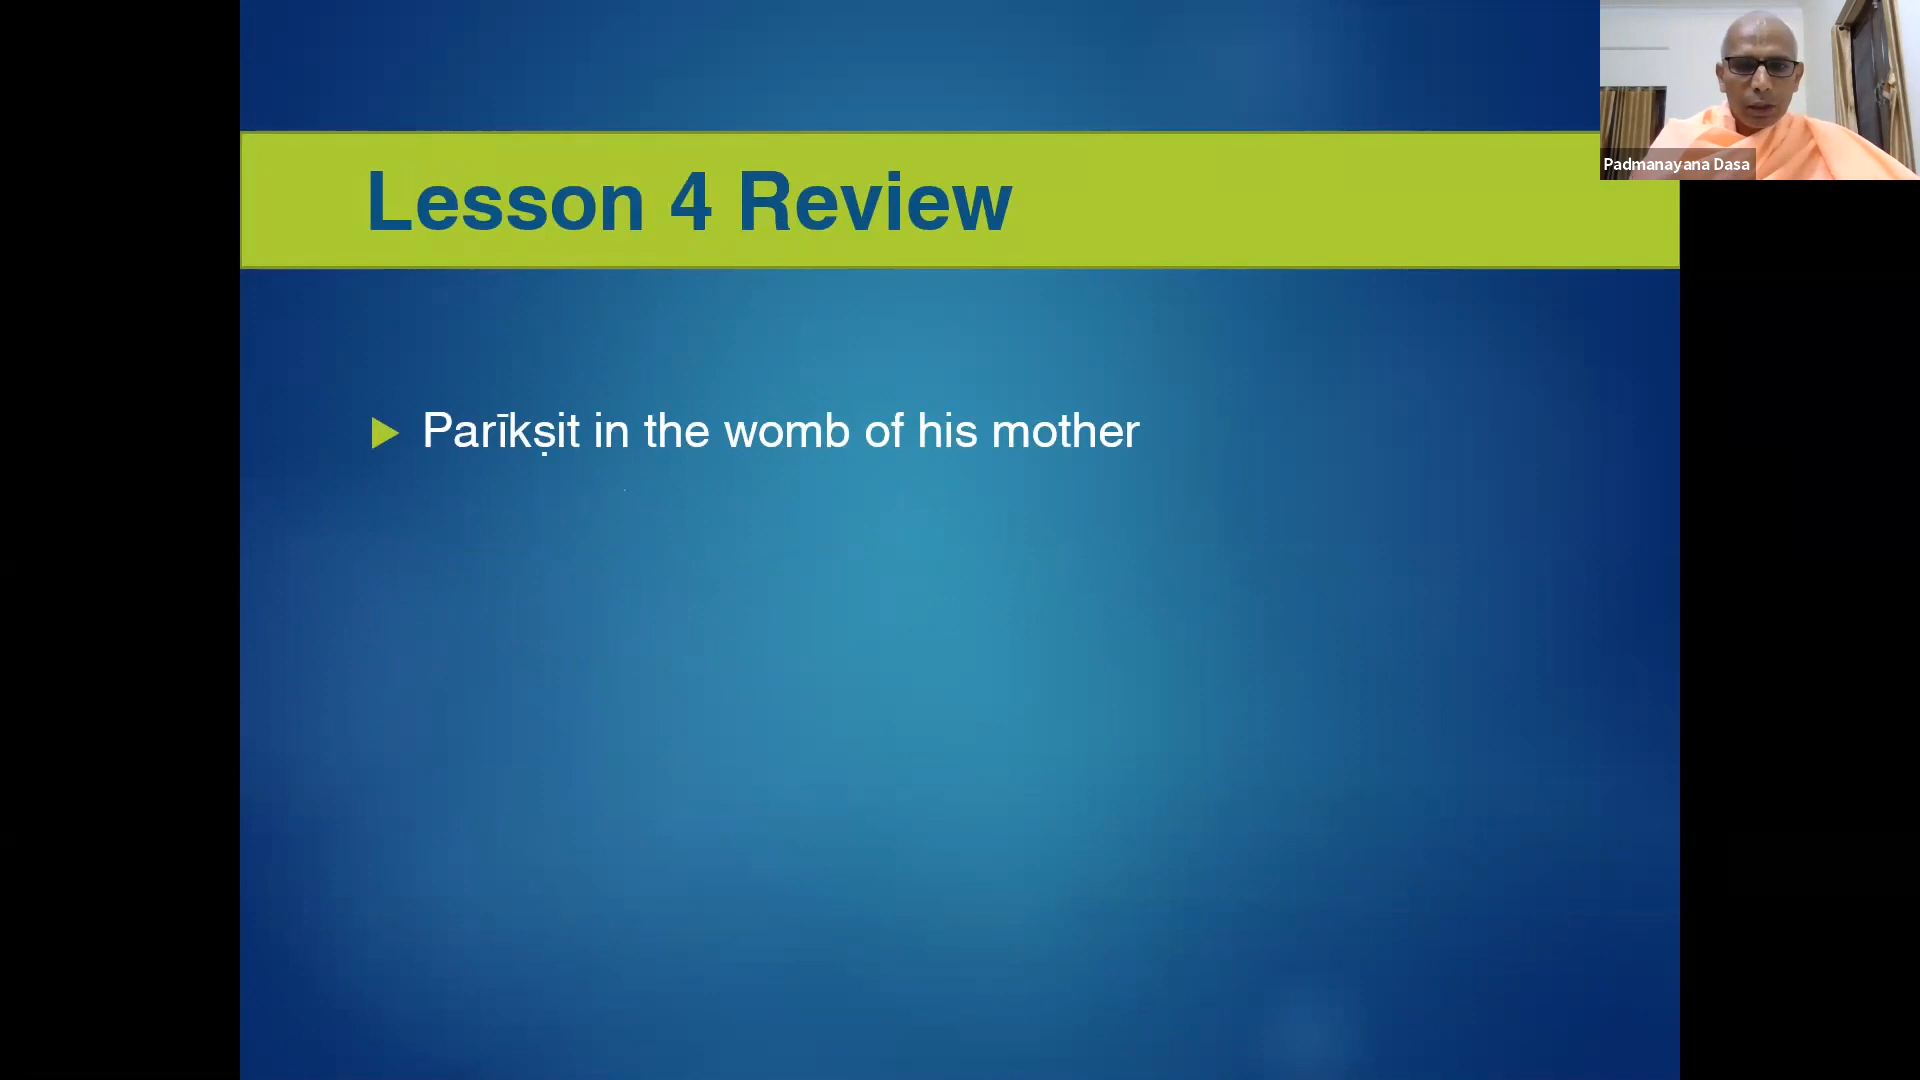 Lesson 4 Review
Padmanayana Dasa
Parīkṣit in the womb of his mother